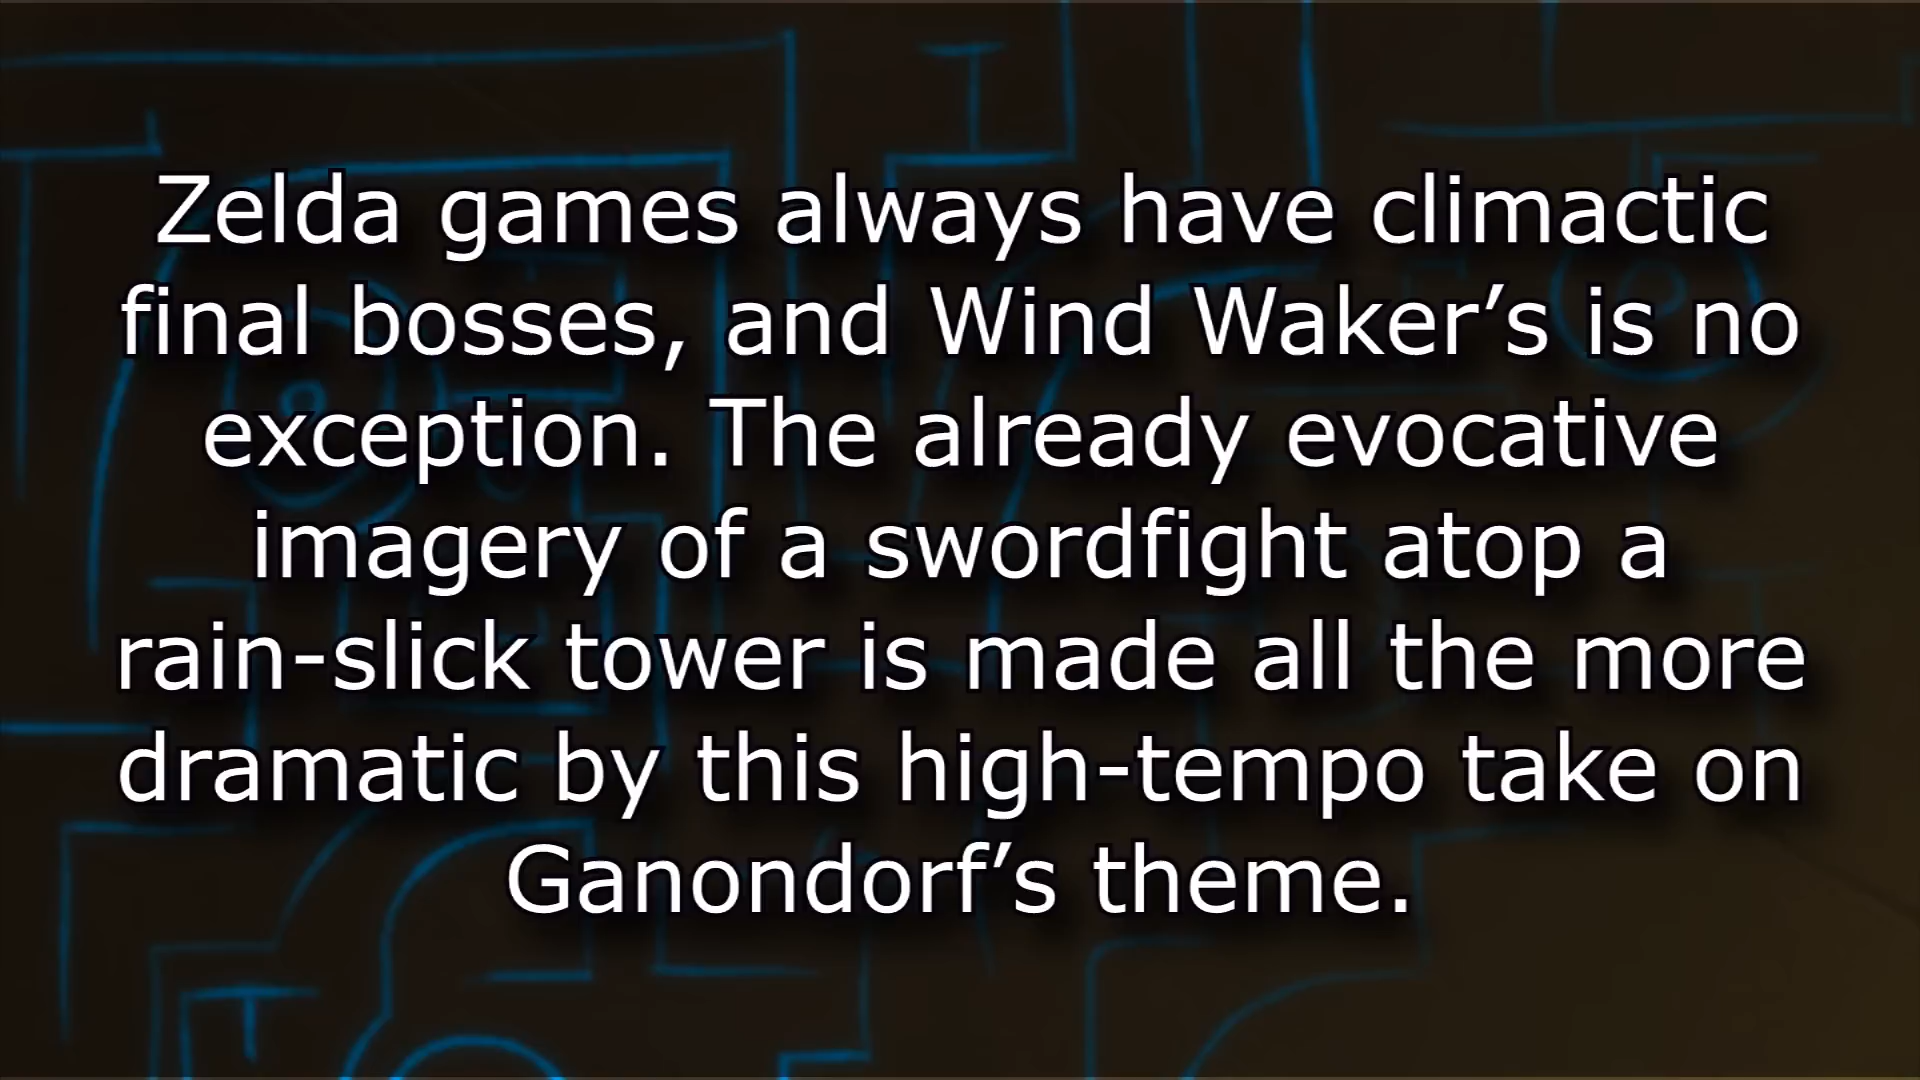 Zelda games always have climactic
final bosses, and Wind Waker’s is no
exception. The already evocative
imagery of a swordfight atop a
rain-slick tower is made all the more
dramatic by this high-tempo take on
Ganondorf’s theme.